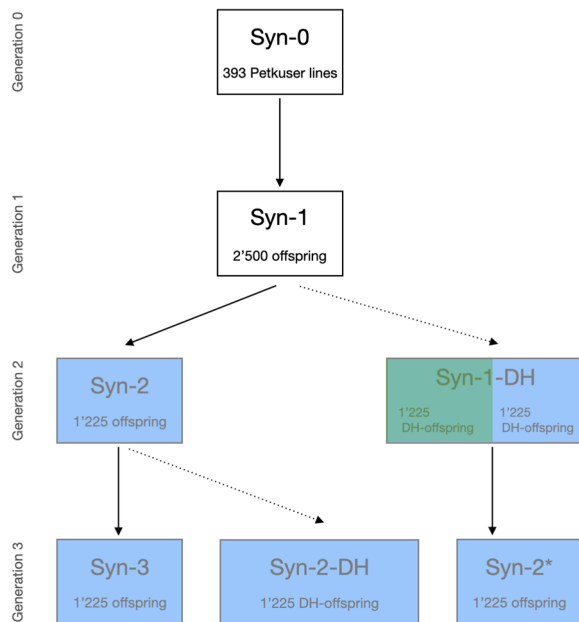 Generation 0
Syn-0
393 Petkuser lines
Generation 1
Syn-1
2'500 offspring
Generation 2
Syn-2
1'225 offspring
Syn-1-DH
1'225
DH-offspring
1'225
DH-offspring
Generation 3
Syn-3
1'225 offspring
Syn-2-DH
1'225 DH-offspring
Syn-2*
1'225 offspring